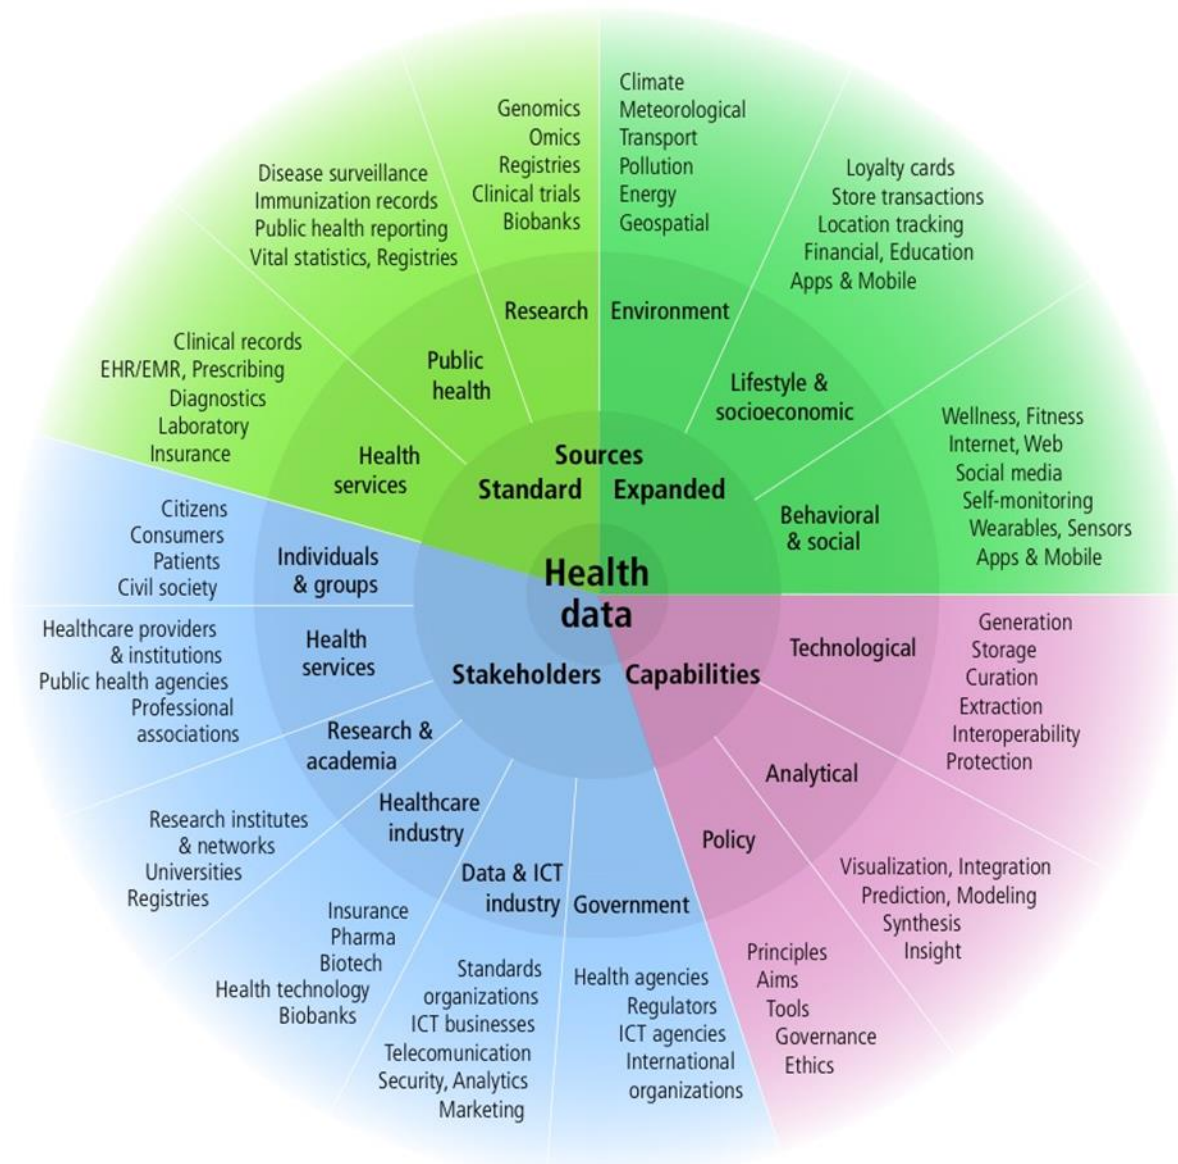 Health
data
Sources
Standard
Expanded
Stakeholders
Capabilities
Research
Genomics
Omics
Registries
Clinical trials
Biobanks
Environment
Climate
Meteorological
Transport
Pollution
Energy
Geospatial
Lifestyle &
socioeconomic
Loyalty cards
Store transactions
Location tracking
Financial, Education
Apps & Mobile
Behavioral
& social
Wellness, Fitness
Internet, Web
Social media
Self-monitoring
Wearables, Sensors
Apps & Mobile
Technological
Generation
Storage
Curation
Extraction
Interoperability
Protection
Analytical
Visualization, Integration
Prediction, Modeling
Synthesis
Insight
Policy
Principles
Aims
Tools
Governance
Ethics
Government
Health agencies
Regulators
ICT agencies
International
organizations
Data & ICT
industry
Standards
organizations
ICT businesses
Telecomunication
Security, Analytics
Marketing
Healthcare
industry
Insurance
Pharma
Biotech
Health technology
Biobanks
Research &
academia
Research institutes
& networks
Universities
Registries
Health
services
Healthcare providers
& institutions
Public health agencies
Professional
associations
Individuals
& groups
Citizens
Consumers
Patients
Civil society
Health
services
Clinical records
EHR/EMR, Prescribing
Diagnostics
Laboratory
Insurance
Public
health
Disease surveillance
Immunization records
Public health reporting
Vital statistics, Registries